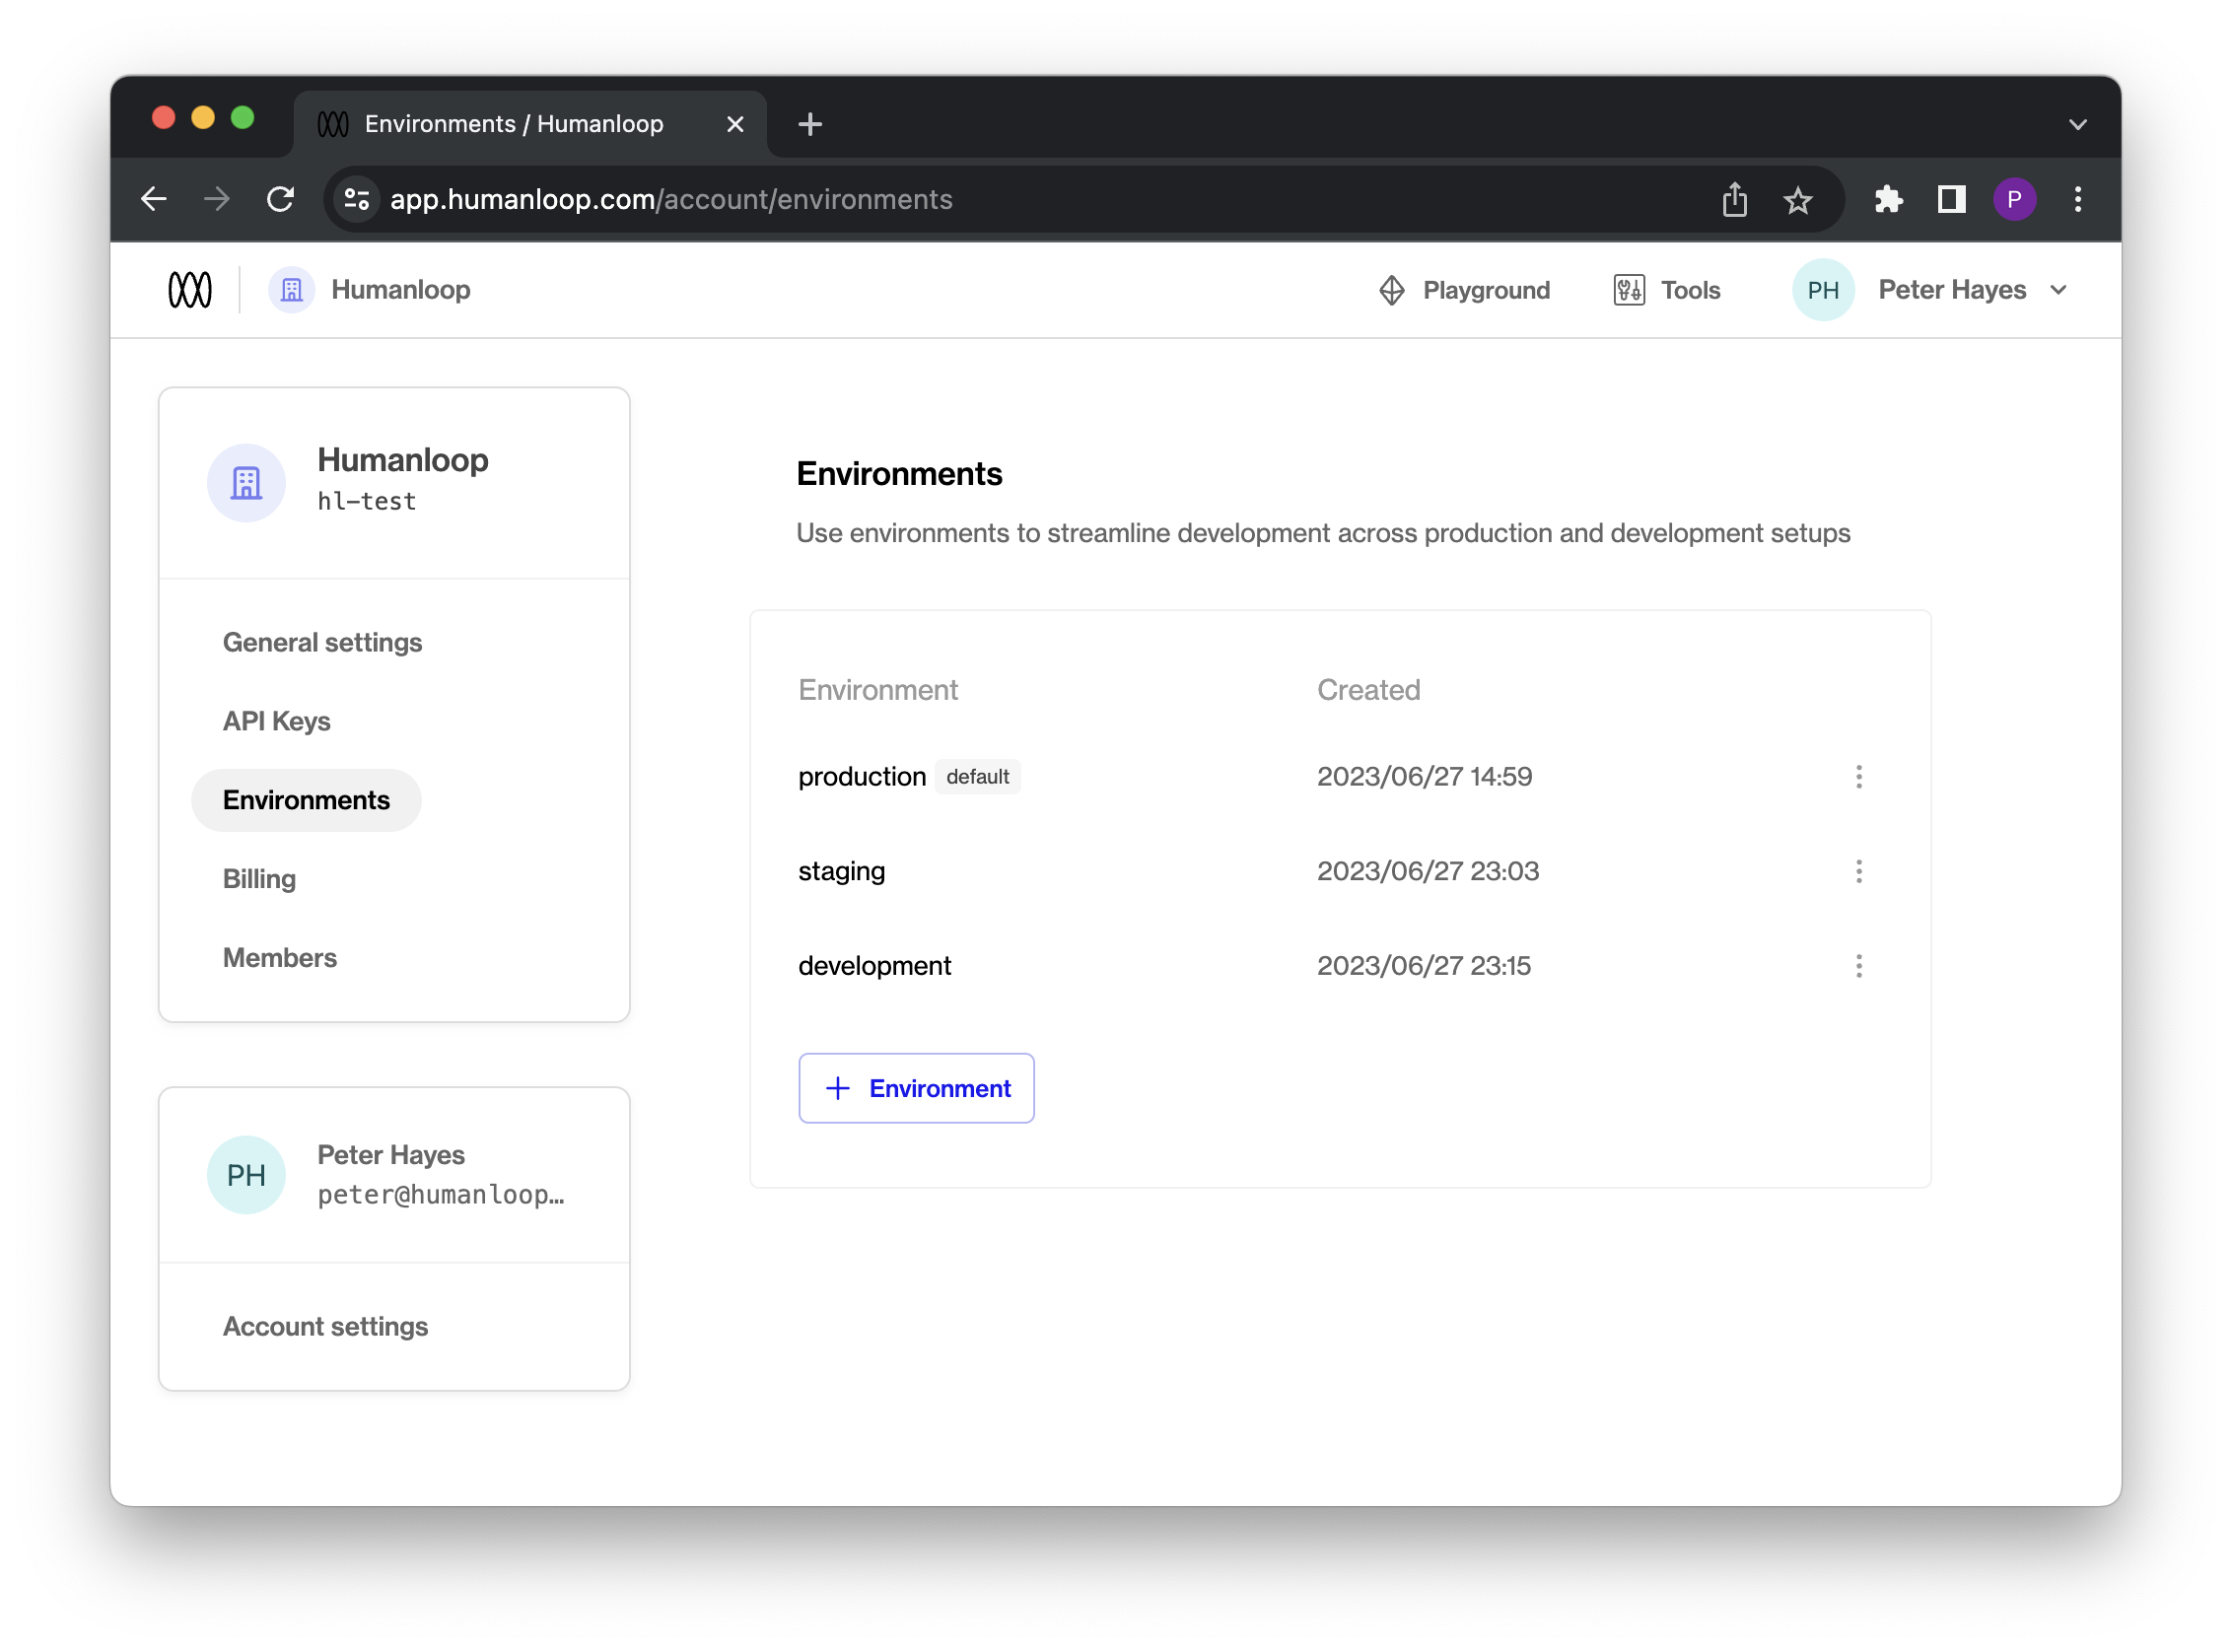 Environments / Humanloop
app.humanloop.com/account/environments
P
Humanloop
Playground
Tools
PH
Peter Hayes
Humanloop
hl-test
General settings
API Keys
Environments
Billing
Members
PH
Peter Hayes
peter@humanloop…
Account settings
Environments
Use environments to streamline development across production and development setups
Environment Created
production default 2023/06/27 14:59
staging 2023/06/27 23:03
development 2023/06/27 23:15
+ Environment